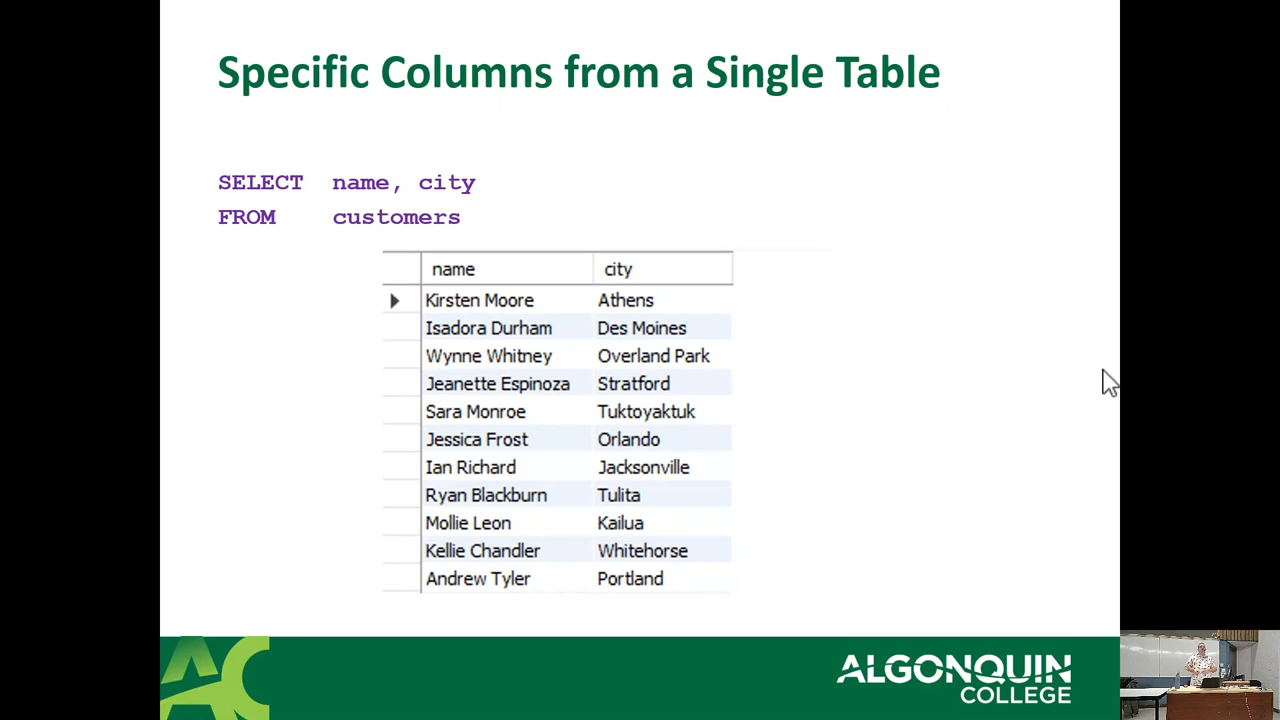 Specific Columns from a Single Table
SELECT name, city
FROM customers
name city
Kirsten Moore Athens
Isadora Durham Des Moines
Wynne Whitney Overland Park
Jeanette Espinoza Stratford
Sara Monroe Tuktoyaktuk
Jessica Frost Orlando
Ian Richard Jacksonville
Ryan Blackburn Tulita
Mollie Leon Kailua
Kellie Chandler Whitehorse
Andrew Tyler Portland
AC
ALGONQUIN
COLLEGE